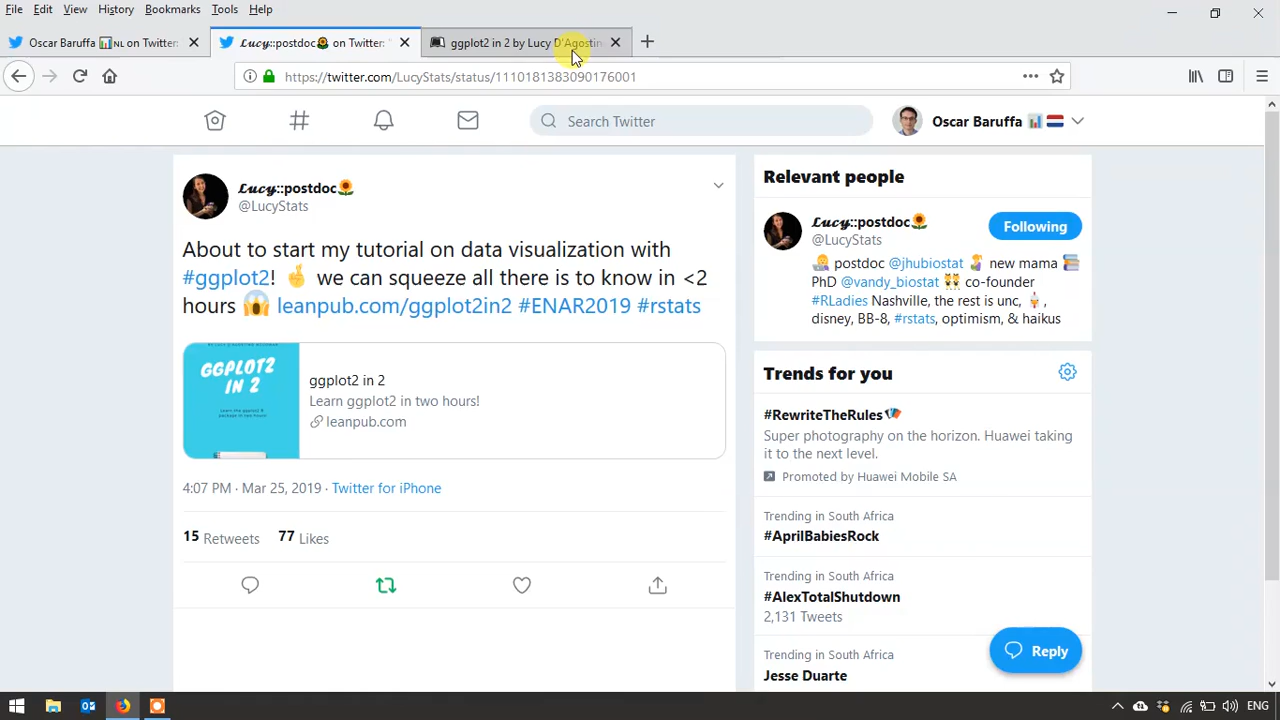 File Edit View History Bookmarks Tools Help
Oscar Baruffa 📊🇳🇱 on Twitter:
𝓛𝓾𝓬𝔂::postdoc🌻 on Twitter: "
ggplot2 in 2 by Lucy D'Agostin
https://twitter.com/LucyStats/status/1110181383090176001
Search Twitter
Oscar Baruffa 📊🇳🇱
𝓛𝓾𝓬𝔂::postdoc🌻
@LucyStats
About to start my tutorial on data visualization with
#ggplot2! 🤞 we can squeeze all there is to know in <2
hours 😱 leanpub.com/ggplot2in2 #ENAR2019 #rstats
GGPLOT2
IN 2
ggplot2 in 2
Learn ggplot2 in two hours!
leanpub.com
4:07 PM · Mar 25, 2019 · Twitter for iPhone
15 Retweets 77 Likes
Relevant people
𝓛𝓾𝓬𝔂::postdoc🌻
@LucyStats
Following
postdoc @jhubiostat 🤱 new mama 📚
PhD @vandy_biostat 👯 co-founder
#RLadies Nashville, the rest is unc, ,
disney, BB-8, #rstats, optimism, & haikus
Trends for you
#RewriteTheRules
Super photography on the horizon. Huawei taking
it to the next level.
Promoted by Huawei Mobile SA
Trending in South Africa
#AprilBabiesRock
Trending in South Africa
#AlexTotalShutdown
2,131 Tweets
Trending in South Africa
Jesse Duarte
Reply
ENG